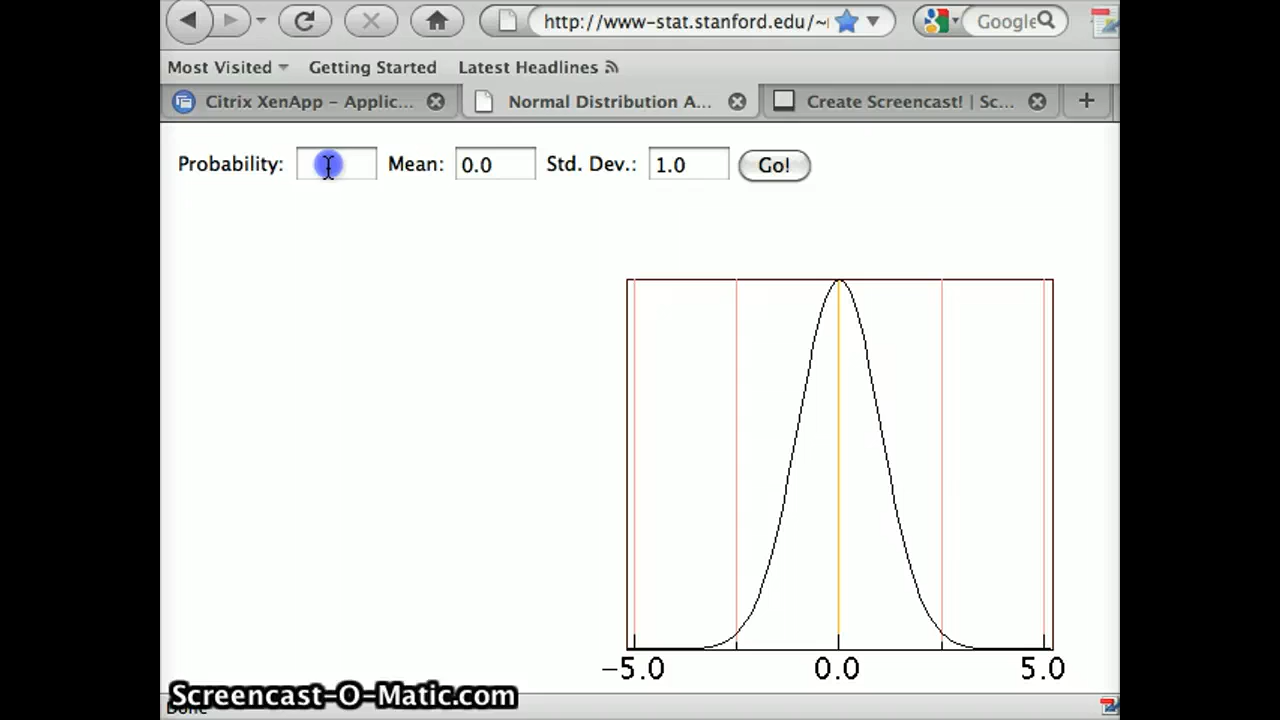 http://www-stat.stanford.edu/~
Google
Most Visited
Getting Started
Latest Headlines
Citrix XenApp - Applic...
Normal Distribution A...
Create Screencast! | Sc...
Probability:
Mean: 0.0
Std. Dev.: 1.0
Go!
−5.0
0.0
5.0
Screencast-O-Matic.com
Done